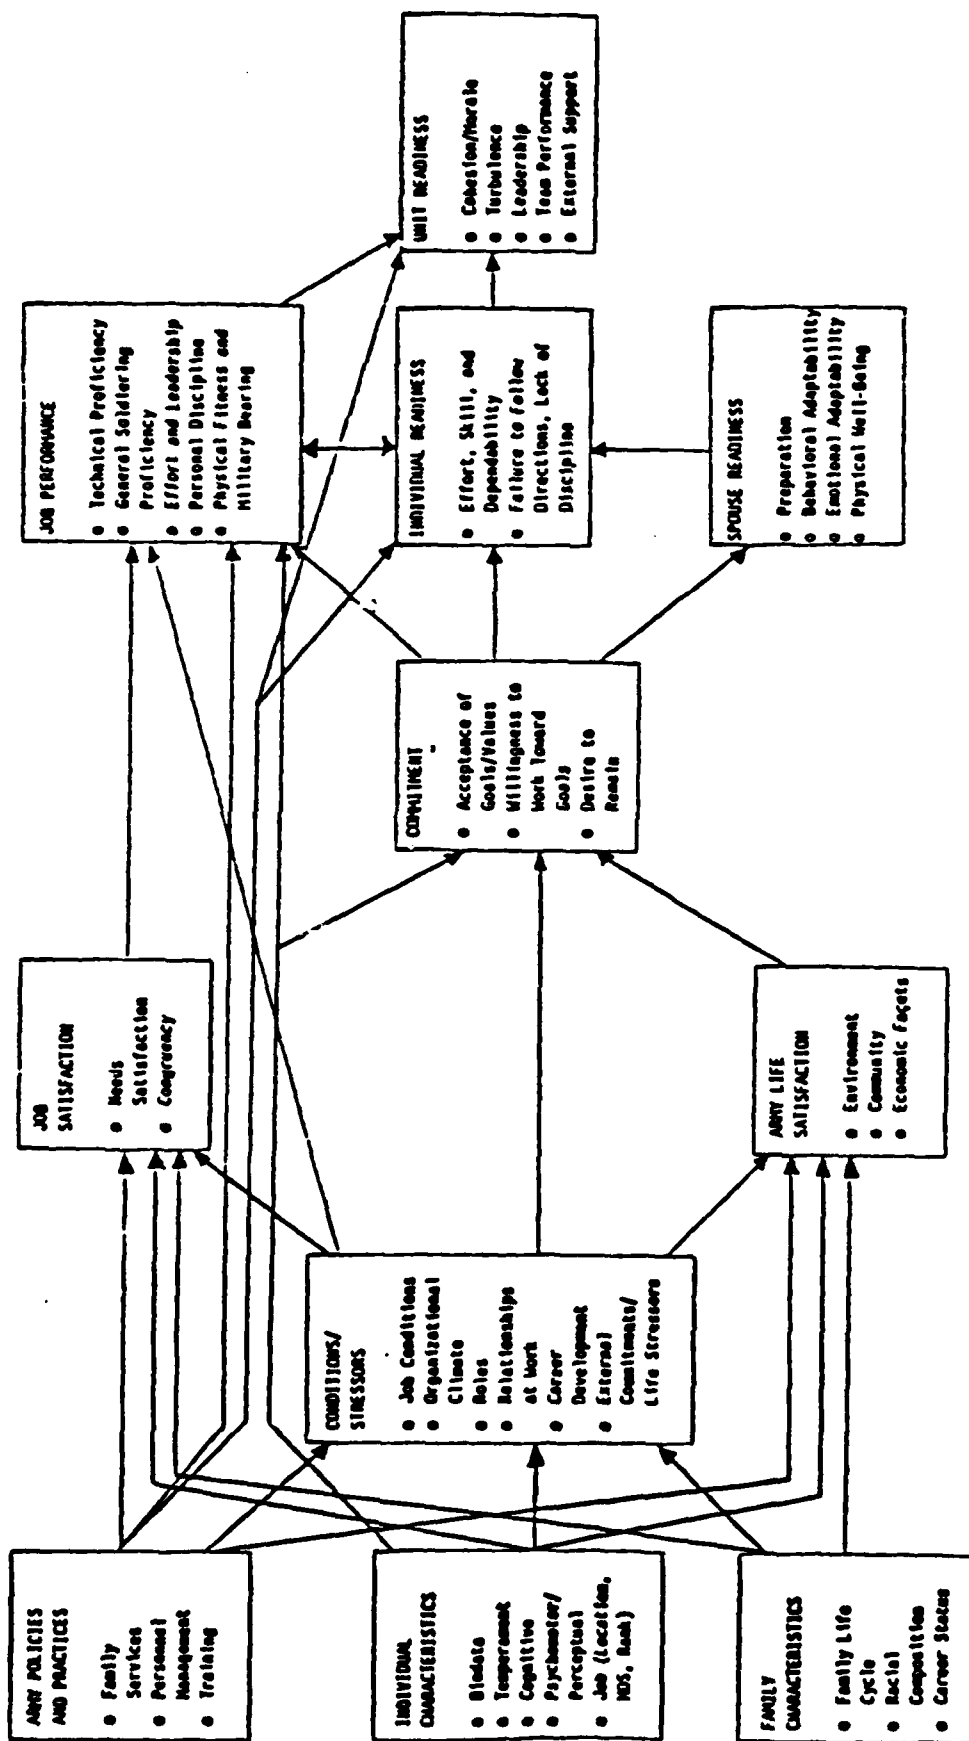 ARMY POLICIES
AND PRACTICES
● Family
Services
● Personnel
Management
● Training
INDIVIDUAL
CHARACTERISTICS
● Biodata
● Temperament
● Cognitive
● Psychomotor/
Perceptual
● Job (Location,
MOS, Rank)
FAMILY
CHARACTERISTICS
● Family Life
Cycle
● Racial
Composition
● Career Status
CONDITIONS/
STRESSORS
● Job Conditions
● Organizational
Climate
● Roles
● Relationships
at Work
● Career
Development
● External
Commitments/
Life Stressors
JOB
SATISFACTION
● Needs
Satisfaction
● Congruency
ARMY LIFE
SATISFACTION
● Environment
● Community
● Economic Facets
COMMITMENT
● Acceptance of
Goals/Values
● Willingness to
Work Toward
Goals
● Desire to
Remain
JOB PERFORMANCE
● Technical Proficiency
● General Soldiering
Proficiency
● Effort and Leadership
● Personal Discipline
● Physical Fitness and
Military Bearing
INDIVIDUAL READINESS
● Effort, Skill, and
Dependability
● Failure to Follow
Directions, Lack of
Discipline
SPOUSE READINESS
● Preparation
● Behavioral Adaptability
● Emotional Adaptability
● Physical Well-Being
UNIT READINESS
● Cohesion/Morale
● Turbulence
● Leadership
● Team Performance
● External Support